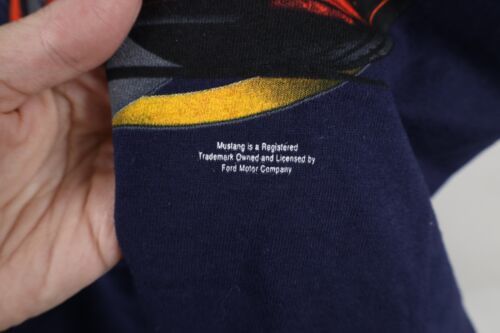 Mustang is a Registered
Trademark Owned and Licensed by
Ford Motor Company